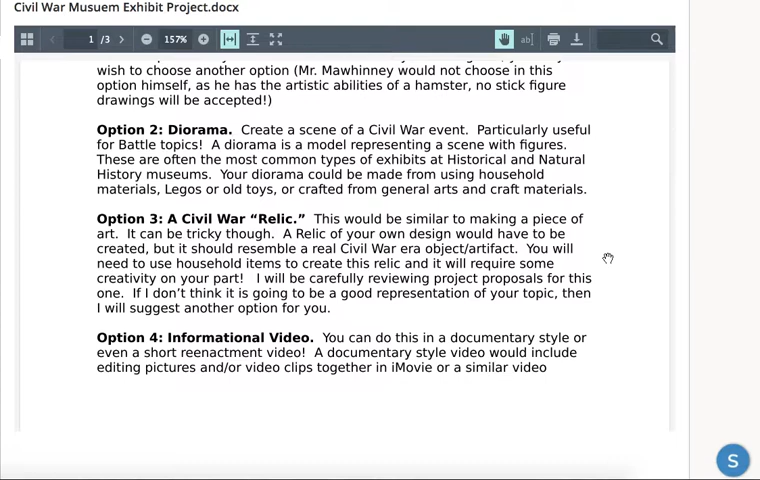 Civil War Musuem Exhibit Project.docx
1 /3 157% ab
wish to choose another option (Mr. Mawhinney would not choose in this
option himself, as he has the artistic abilities of a hamster, no stick figure
drawings will be accepted!)
Option 2: Diorama. Create a scene of a Civil War event. Particularly useful
for Battle topics! A diorama is a model representing a scene with figures.
These are often the most common types of exhibits at Historical and Natural
History museums. Your diorama could be made from using household
materials, Legos or old toys, or crafted from general arts and craft materials.
Option 3: A Civil War “Relic.” This would be similar to making a piece of
art. It can be tricky though. A Relic of your own design would have to be
created, but it should resemble a real Civil War era object/artifact. You will
need to use household items to create this relic and it will require some
creativity on your part! I will be carefully reviewing project proposals for this
one. If I don’t think it is going to be a good representation of your topic, then
I will suggest another option for you.
Option 4: Informational Video. You can do this in a documentary style or
even a short reenactment video! A documentary style video would include
editing pictures and/or video clips together in iMovie or a similar video
S